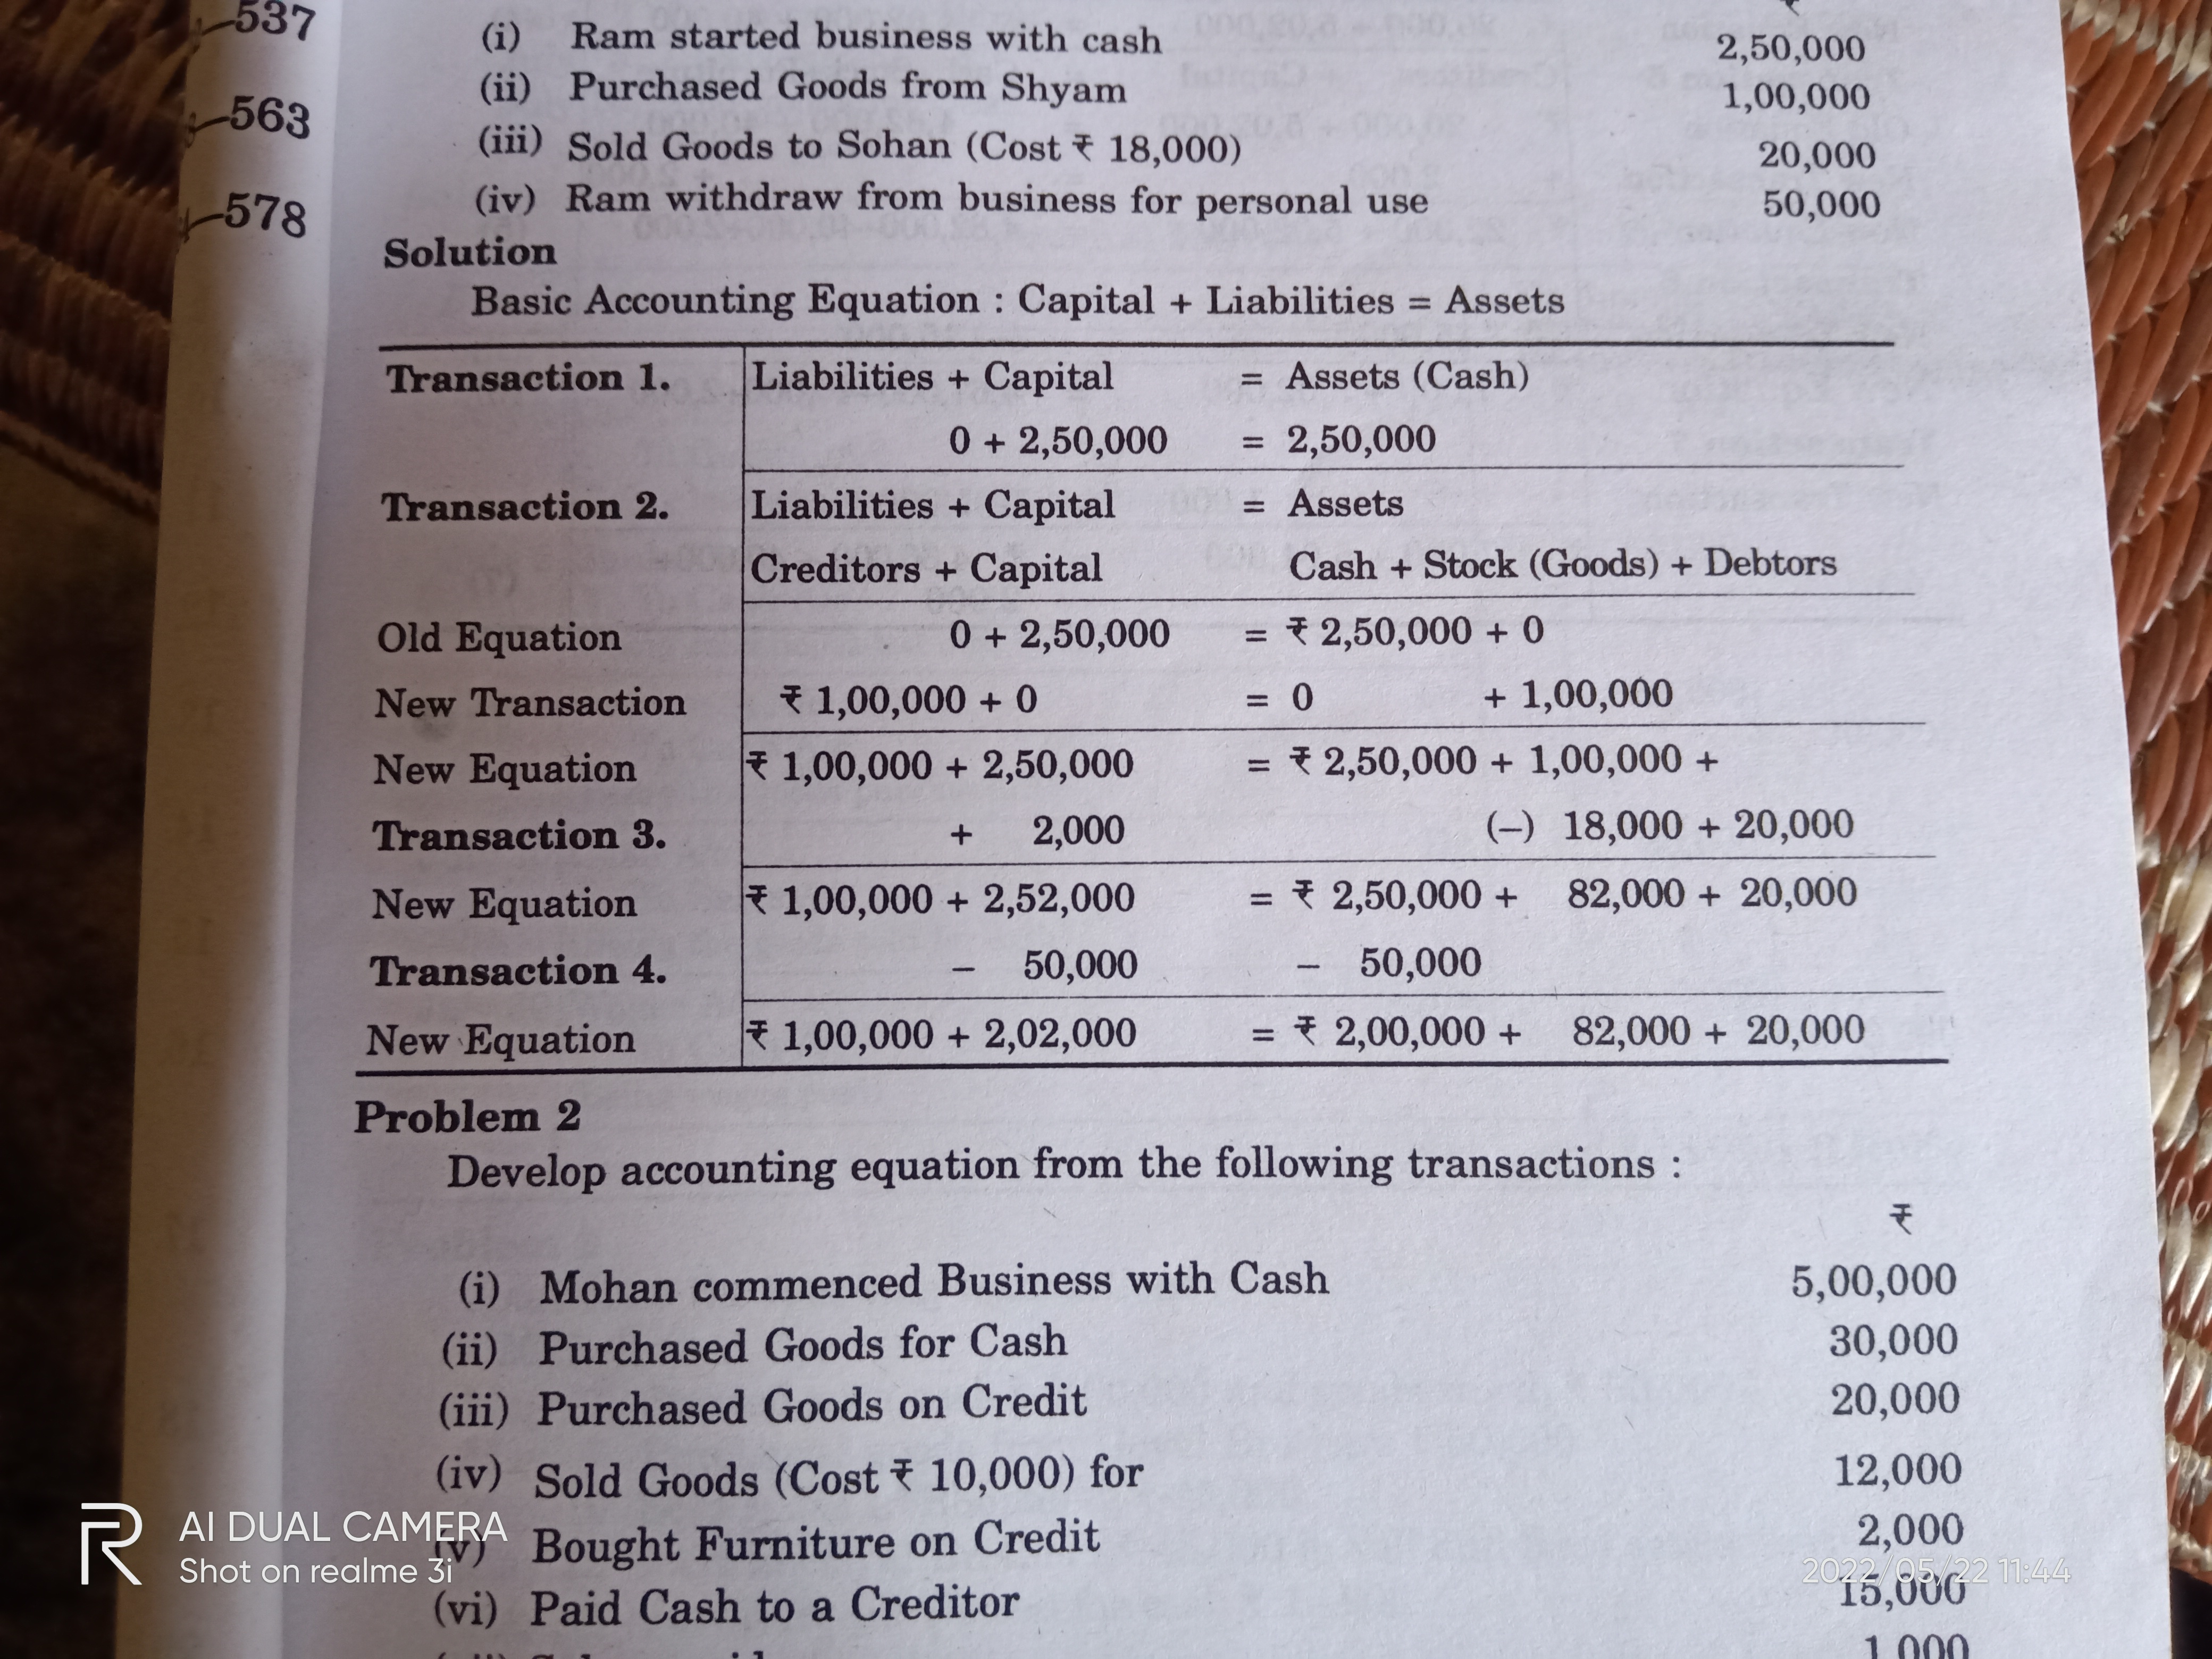 537
563
578
₹
(i) Ram started business with cash 2,50,000
(ii) Purchased Goods from Shyam 1,00,000
(iii) Sold Goods to Sohan (Cost ₹ 18,000) 20,000
(iv) Ram withdraw from business for personal use 50,000
Solution
Basic Accounting Equation : Capital + Liabilities = Assets
Transaction 1. Liabilities + Capital = Assets (Cash)
0 + 2,50,000 = 2,50,000
Transaction 2. Liabilities + Capital = Assets
Creditors + Capital Cash + Stock (Goods) + Debtors
Old Equation 0 + 2,50,000 = ₹ 2,50,000 + 0
New Transaction ₹ 1,00,000 + 0 = 0 + 1,00,000
New Equation ₹ 1,00,000 + 2,50,000 = ₹ 2,50,000 + 1,00,000 +
Transaction 3. + 2,000 (–) 18,000 + 20,000
New Equation ₹ 1,00,000 + 2,52,000 = ₹ 2,50,000 + 82,000 + 20,000
Transaction 4. – 50,000 – 50,000
New Equation ₹ 1,00,000 + 2,02,000 = ₹ 2,00,000 + 82,000 + 20,000
Problem 2
Develop accounting equation from the following transactions :
₹
(i) Mohan commenced Business with Cash 5,00,000
(ii) Purchased Goods for Cash 30,000
(iii) Purchased Goods on Credit 20,000
(iv) Sold Goods (Cost ₹ 10,000) for 12,000
(v) Bought Furniture on Credit 2,000
(vi) Paid Cash to a Creditor 15,000
1,000
R
AI DUAL CAMERA
Shot on realme 3i
2022/05/22 11:44